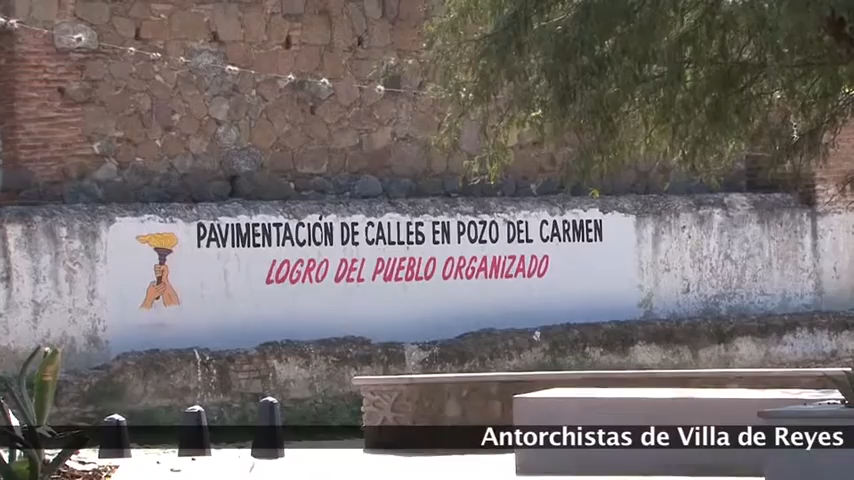 PAVIMENTACIÓN DE CALLES EN POZO DEL CARMEN
LOGRO DEL PUEBLO ORGANIZADO
Antorchistas de Villa de Reyes